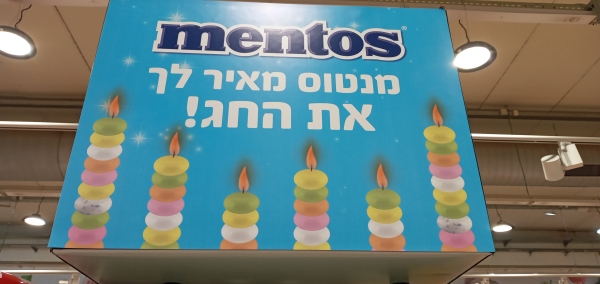 mentos
מנטוס מאיר לך
את החג!